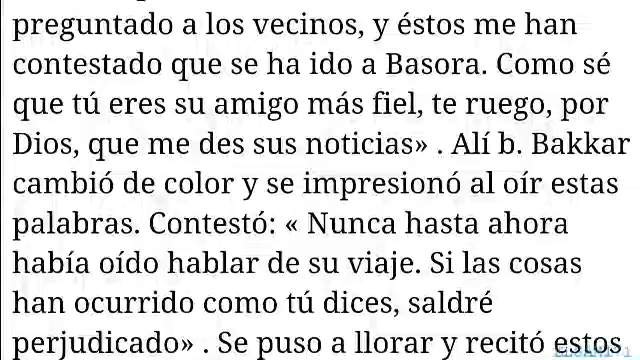 preguntado a los vecinos, y éstos me han
contestado que se ha ido a Basora. Como sé
que tú eres su amigo más fiel, te ruego, por
Dios, que me des sus noticias» . Alí b. Bakkar
cambió de color y se impresionó al oír estas
palabras. Contestó: « Nunca hasta ahora
había oído hablar de su viaje. Si las cosas
han ocurrido como tú dices, saldré
perjudicado» . Se puso a llorar y recitó estos